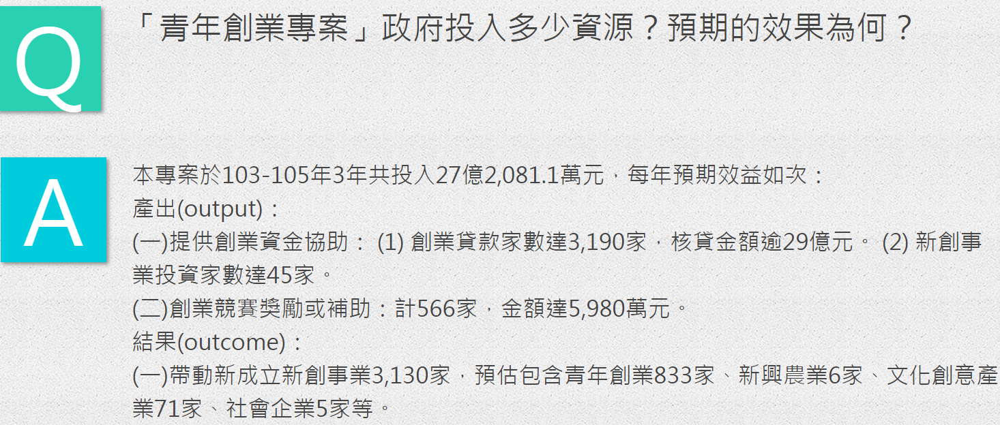 Q
「青年創業專案」政府投入多少資源？預期的效果為何？
A
本專案於103-105年3年共投入27億2,081.1萬元，每年預期效益如次：
產出(output)：
(一)提供創業資金協助： (1) 創業貸款家數達3,190家，核貸金額逾29億元。 (2) 新創事
業投資家數達45家。
(二)創業競賽獎勵或補助：計566家，金額達5,980萬元。
結果(outcome)：
(一)帶動新成立新創事業3,130家，預估包含青年創業833家、新興農業6家、文化創意產
業71家、社會企業5家等。